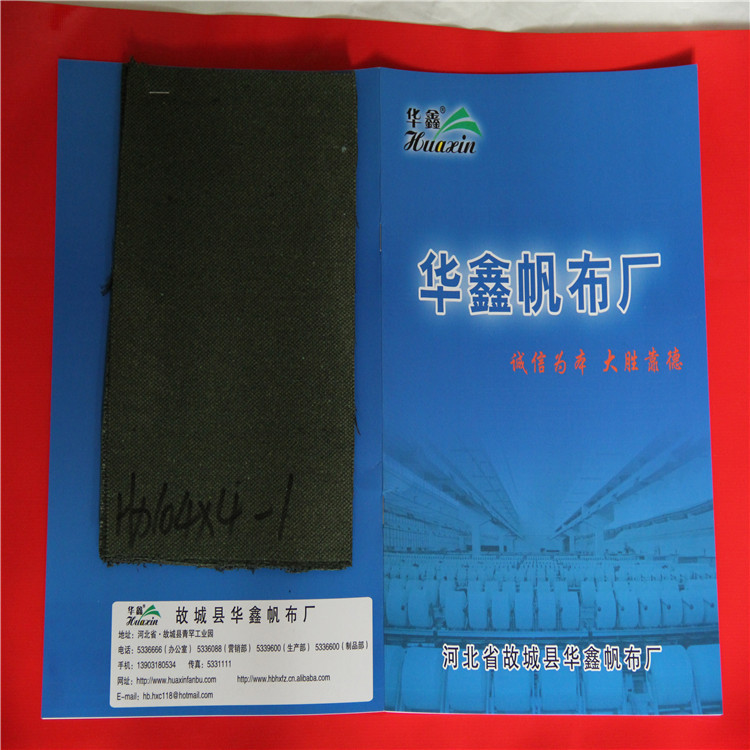 华鑫®
Huaxin
华鑫帆布厂
诚信为本 大胜萧德
河北省故城县华鑫帆布厂
Hb104x4-1
华鑫
Huaxin
故城县华鑫帆布厂
地址：河北省·故城县青罕工业园
电话：5336666（办公室） 5336088（营销部） 5339600（生产部） 5336600（制品部）
手机：13903180534 传真：5331111
网址：http://www.huaxinfanbu.com http://www.hbhxfz.cn.alibaba.com
E-mail：hb.hxc118@hotmail.com